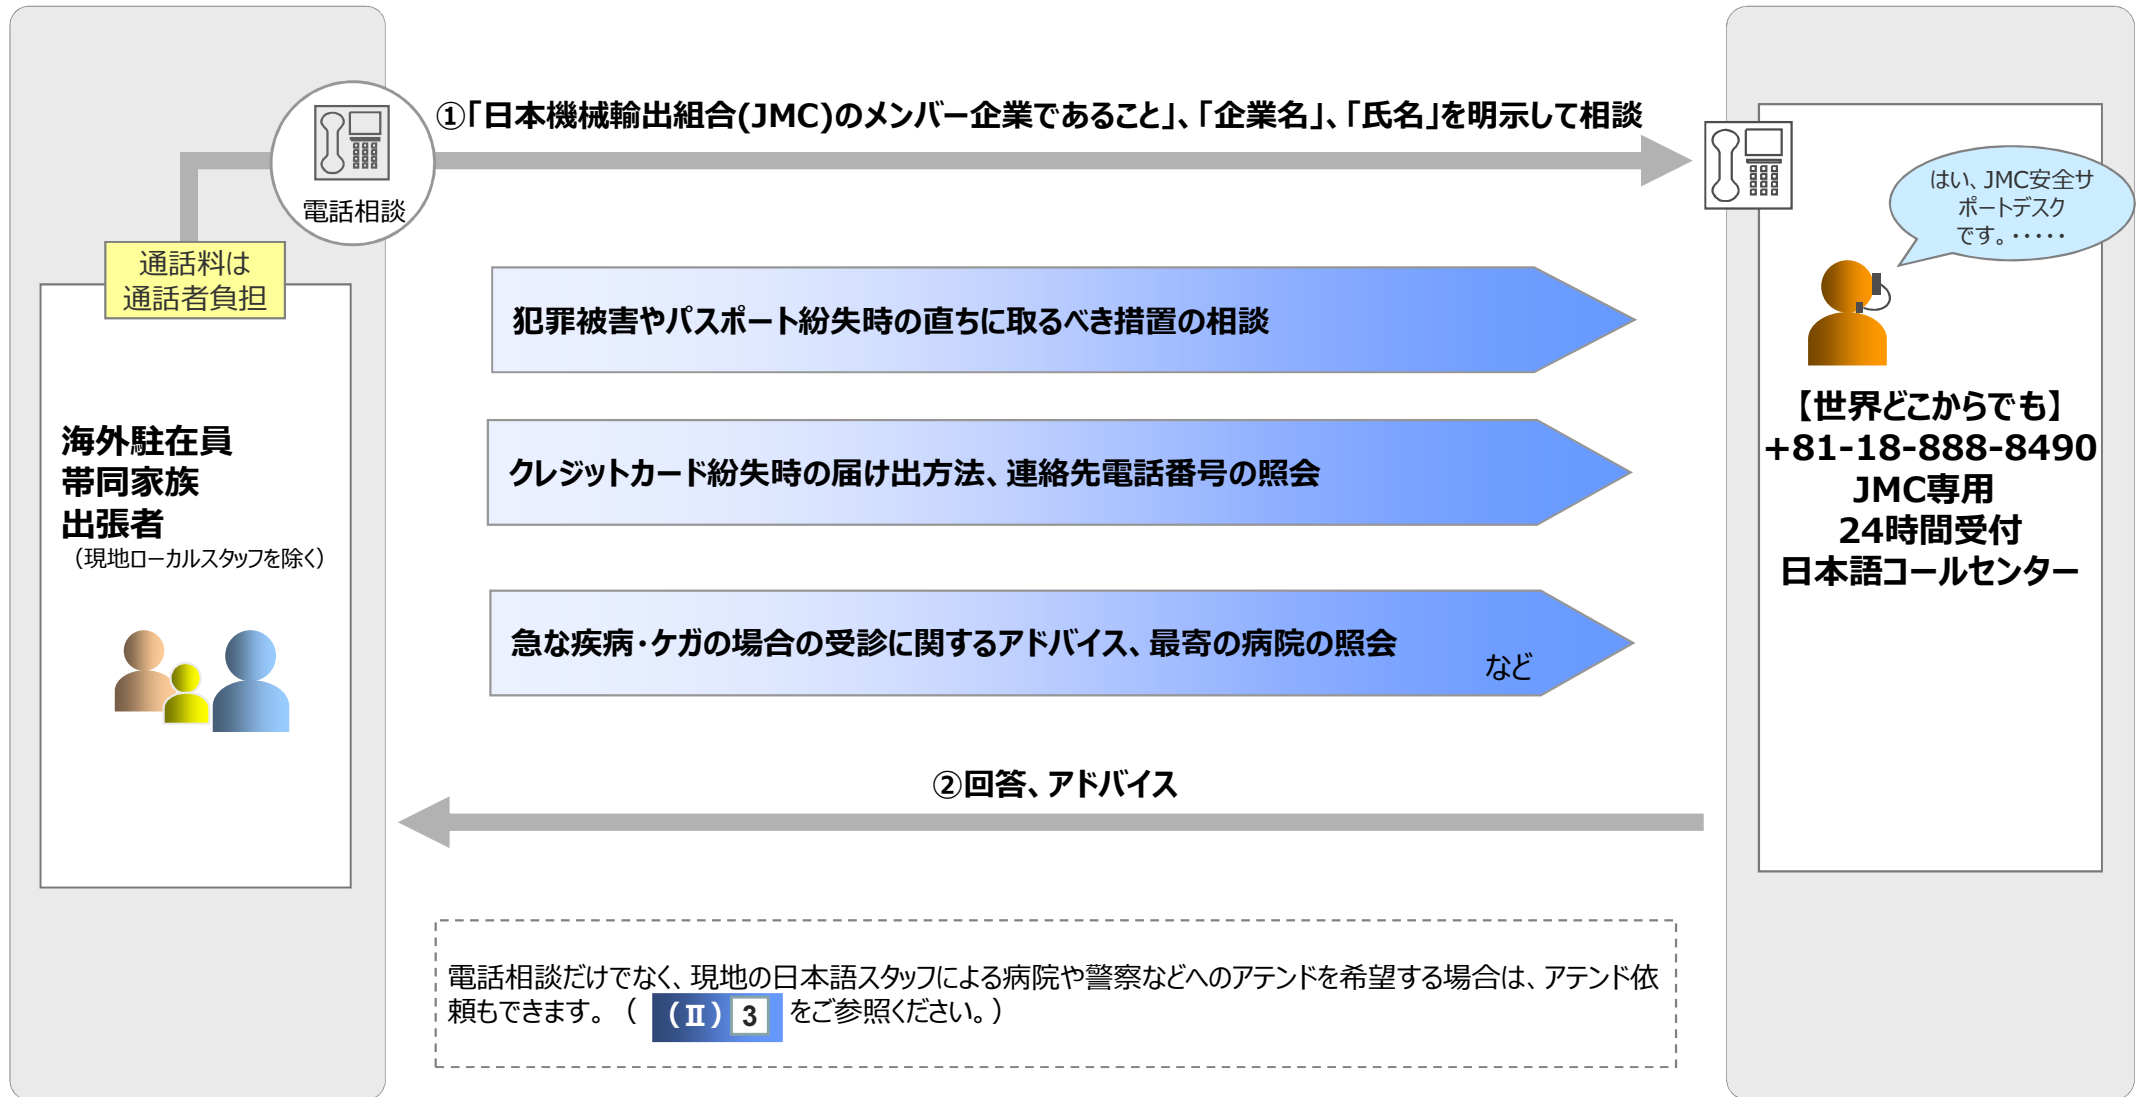 ①「日本機械輸出組合(JMC)のメンバー企業であること」、「企業名」、「氏名」を明示して相談
電話相談
通話料は
通話者負担
海外駐在員
帯同家族
出張者
（現地ローカルスタッフを除く）
犯罪被害やパスポート紛失時の直ちに取るべき措置の相談
クレジットカード紛失時の届け出方法、連絡先電話番号の照会
急な疾病・ケガの場合の受診に関するアドバイス、最寄の病院の照会
など
②回答、アドバイス
はい、JMC安全サ
ポートデスク
です。・・・・・
【世界どこからでも】
+81-18-888-8490
JMC専用
24時間受付
日本語コールセンター
電話相談だけでなく、現地の日本語スタッフによる病院や警察などへのアテンドを希望する場合は、アテンド依
頼もできます。（ （Ⅱ） 3 をご参照ください。）